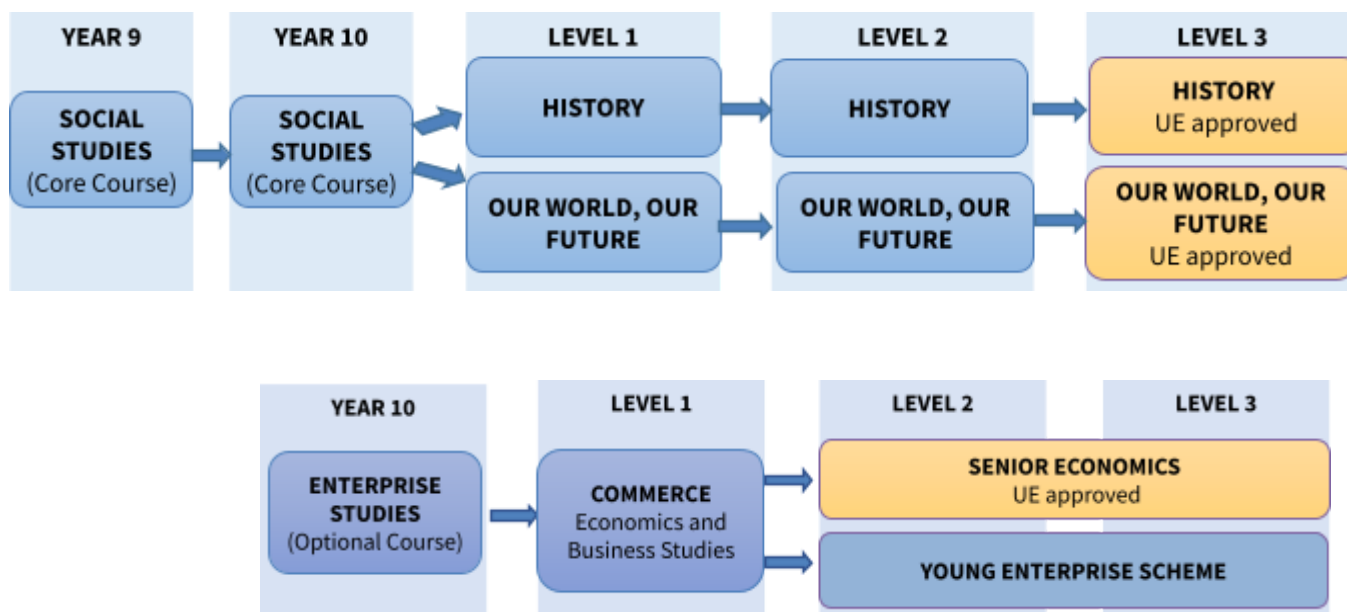 YEAR 9
YEAR 10
LEVEL 1
LEVEL 2
LEVEL 3
SOCIAL
STUDIES
(Core Course)
SOCIAL
STUDIES
(Core Course)
HISTORY
HISTORY
HISTORY
UE approved
OUR WORLD, OUR
FUTURE
OUR WORLD, OUR
FUTURE
OUR WORLD, OUR
FUTURE
UE approved
YEAR 10
LEVEL 1
LEVEL 2
LEVEL 3
ENTERPRISE
STUDIES
(Optional Course)
COMMERCE
Economics and
Business Studies
SENIOR ECONOMICS
UE approved
YOUNG ENTERPRISE SCHEME